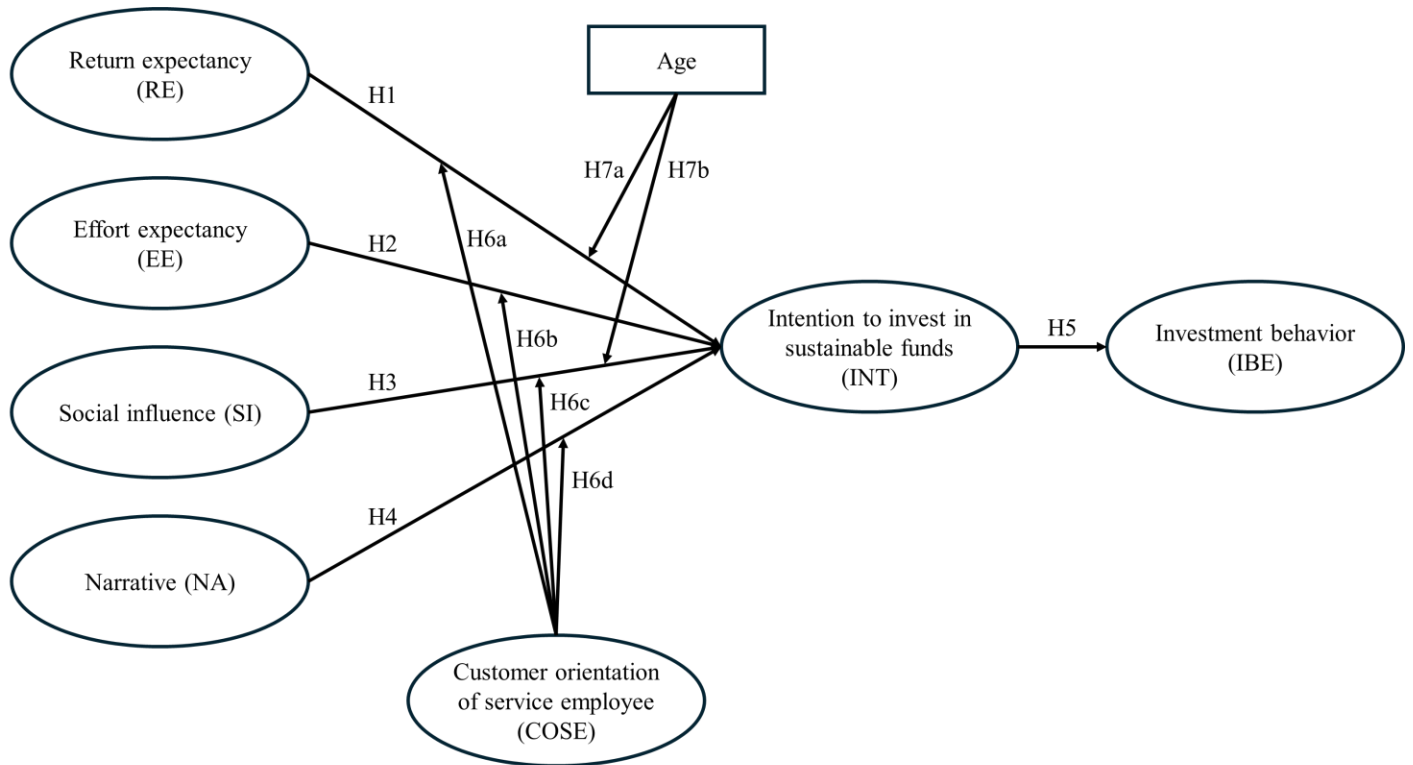 Return expectancy
(RE)
Age
H1
H7a
H7b
Effort expectancy
(EE)
H2
H6a
H6b
Intention to invest in
sustainable funds
(INT)
H5
Investment behavior
(IBE)
Social influence (SI)
H3
H6c
H6d
Narrative (NA)
H4
Customer orientation
of service employee
(COSE)